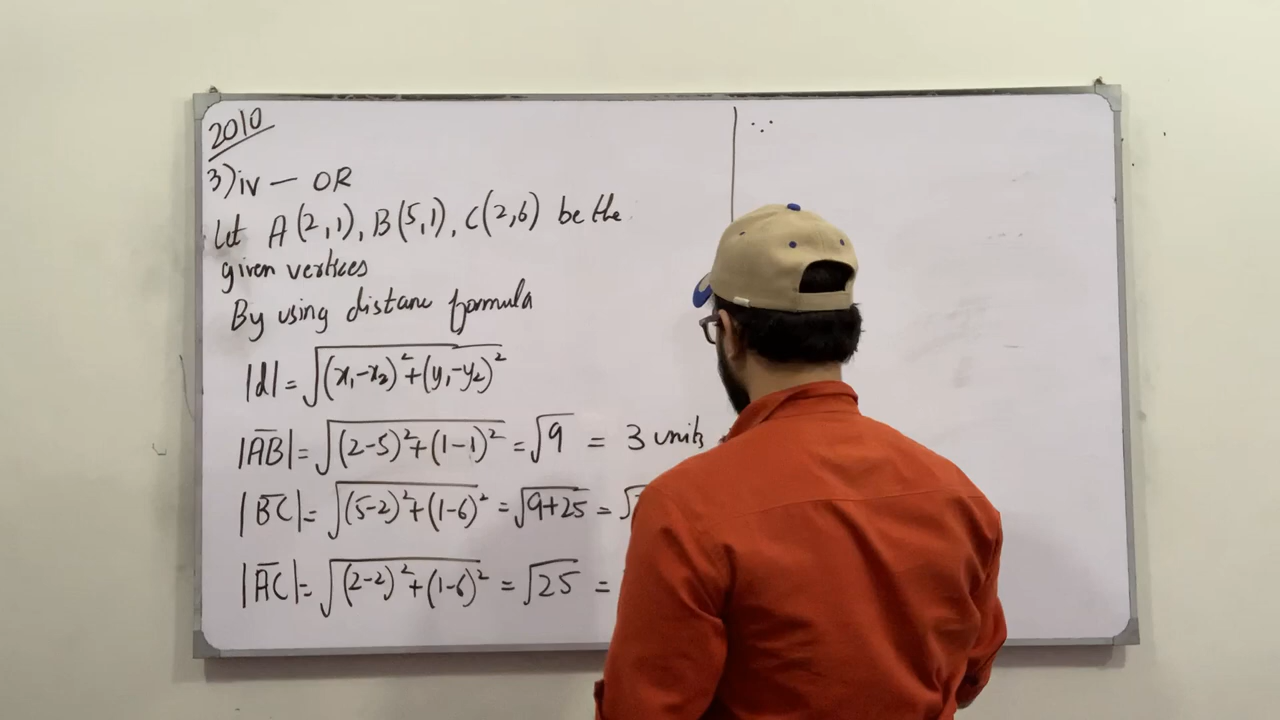 2010
3) iv — OR
Let A(2,1), B(5,1), C(2,6) be the
given vertices
By using distanc formula
|d| = √(x₁-x₂)²+(y₁-y₂)²
|AB| = √(2-5)²+(1-1)² = √9 = 3 units
|BC| = √(5-2)²+(1-6)² = √9+25 = √
|AC| = √(2-2)²+(1-6)² = √25 =
∵